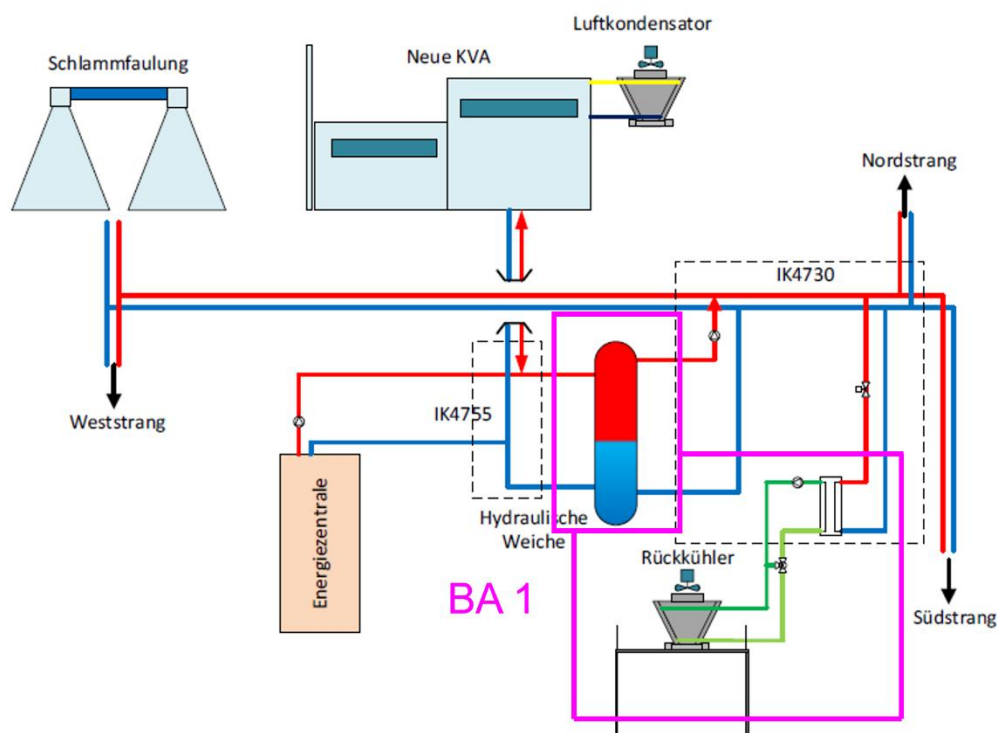 Luftkondensator
Neue KVA
Schlammfaulung
Nordstrang
IK4730
Weststrang
IK4755
Energiezentrale
Hydraulische
Weiche
Rückkühler
BA 1
Südstrang